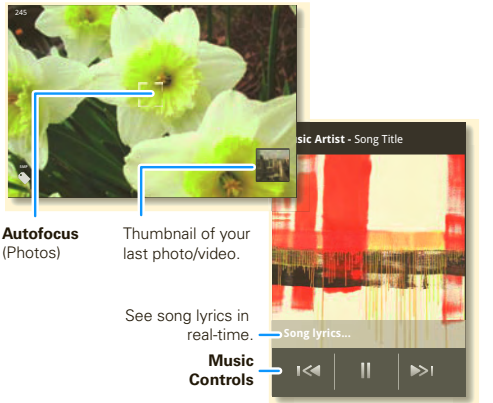 245
Autofocus
(Photos)
Thumbnail of your
last photo/video.
usic Artist - Song Title
See song lyrics in
real-time.
Song lyrics...
Music
Controls